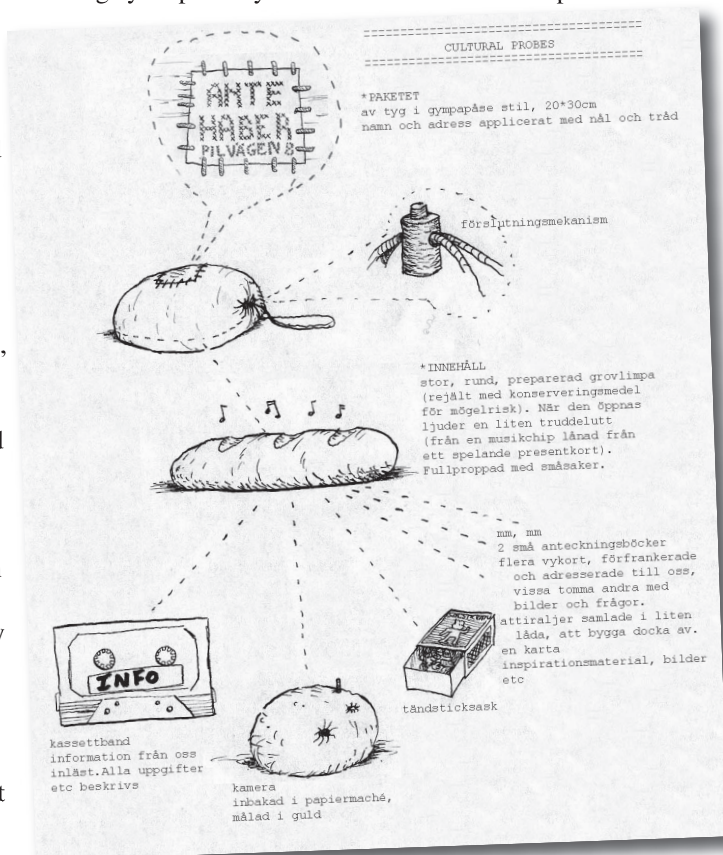 CULTURAL PROBES
*PAKETET
av tyg i gympapåse stil, 20*30cm
namn och adress applicerat med nål och tråd
ANTE
HABER
PILVÄGEN 8
förslutningsmekanism
*INNEHÅLL
stor, rund, preparerad grovlimpa
(rejält med konserveringsmedel
för mögelrisk). När den öppnas
ljuder en liten truddelutt
(från en musikchip lånad från
ett spelande presentkort).
Fullproppad med småsaker.
mm, mm
2 små anteckningsböcker
flera vykort, förfrankerade
och adresserade till oss,
vissa tomma andra med
bilder och frågor.
attiraljer samlade i liten
låda, att bygga docka av.
en karta
inspirationsmaterial, bilder
etc
tändsticksask
INFO
kassettband
information från oss
inläst.Alla uppgifter
etc beskrivs
kamera
inbakad i papiermaché,
målad i guld